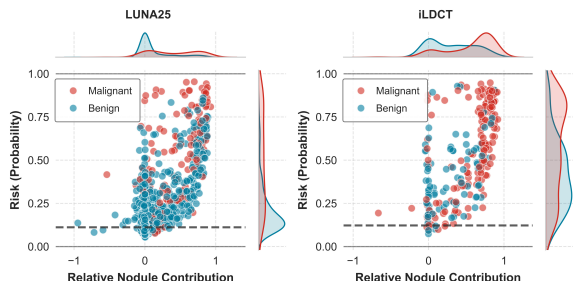 LUNA25
1.00
0.75
0.50
0.25
0.00
Risk (Probability)
Malignant
Benign
−1 0 1
Relative Nodule Contribution
iLDCT
1.00
0.75
0.50
0.25
0.00
Risk (Probability)
Malignant
Benign
−1 0 1
Relative Nodule Contribution